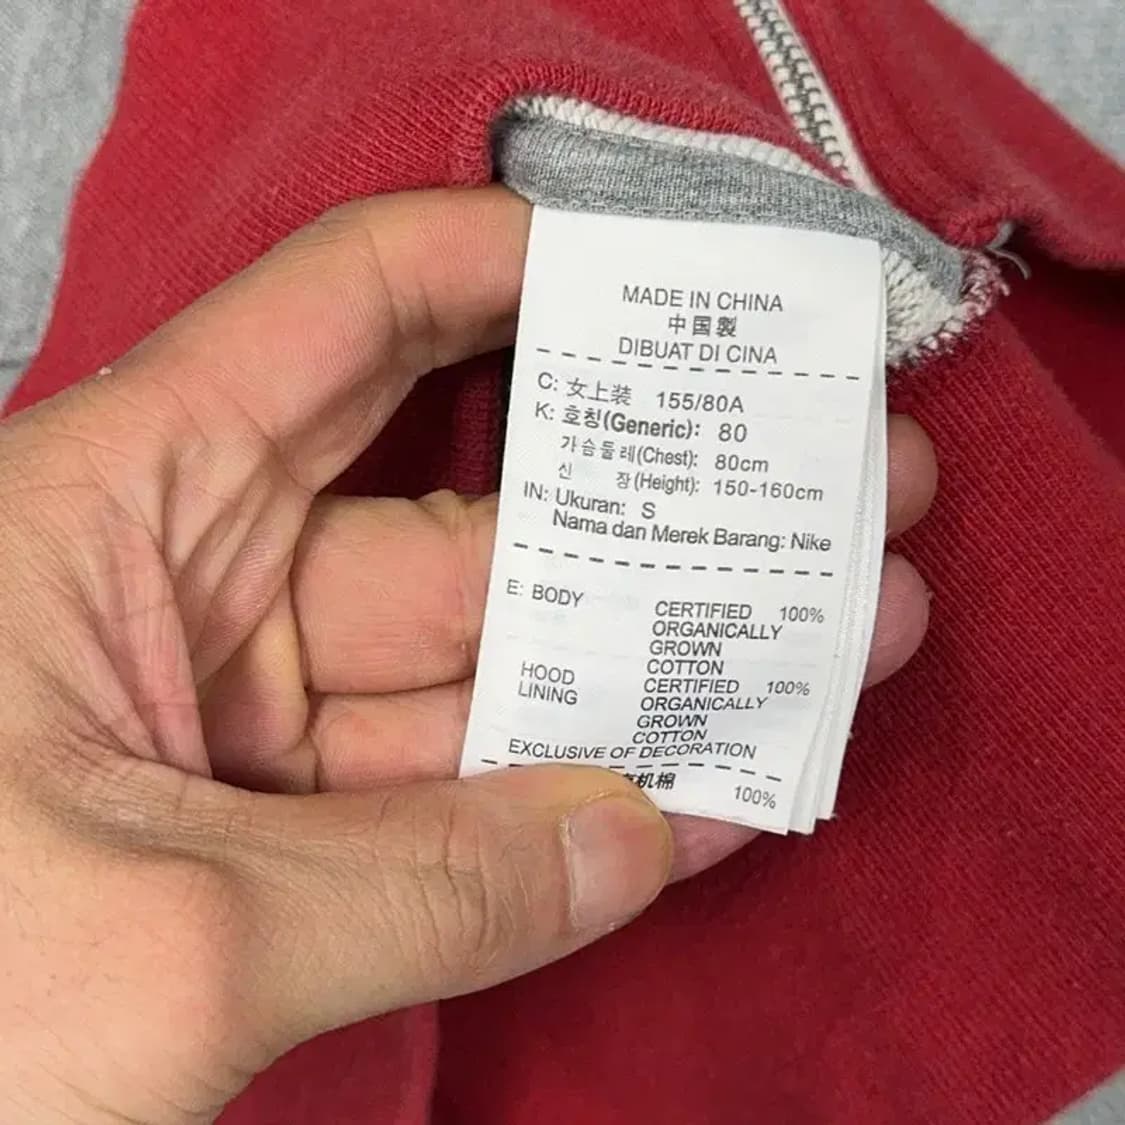 MADE IN CHINA
中国製
DIBUAT DI CINA
C: 女上装 155/80A
K: 호칭(Generic): 80
가슴둘레(Chest): 80cm
신 장(Height): 150-160cm
IN: Ukuran: S
Nama dan Merek Barang: Nike
E: BODY CERTIFIED 100%
ORGANICALLY
GROWN
COTTON
HOOD CERTIFIED 100%
LINING ORGANICALLY
GROWN
COTTON
EXCLUSIVE OF DECORATION
机棉 100%